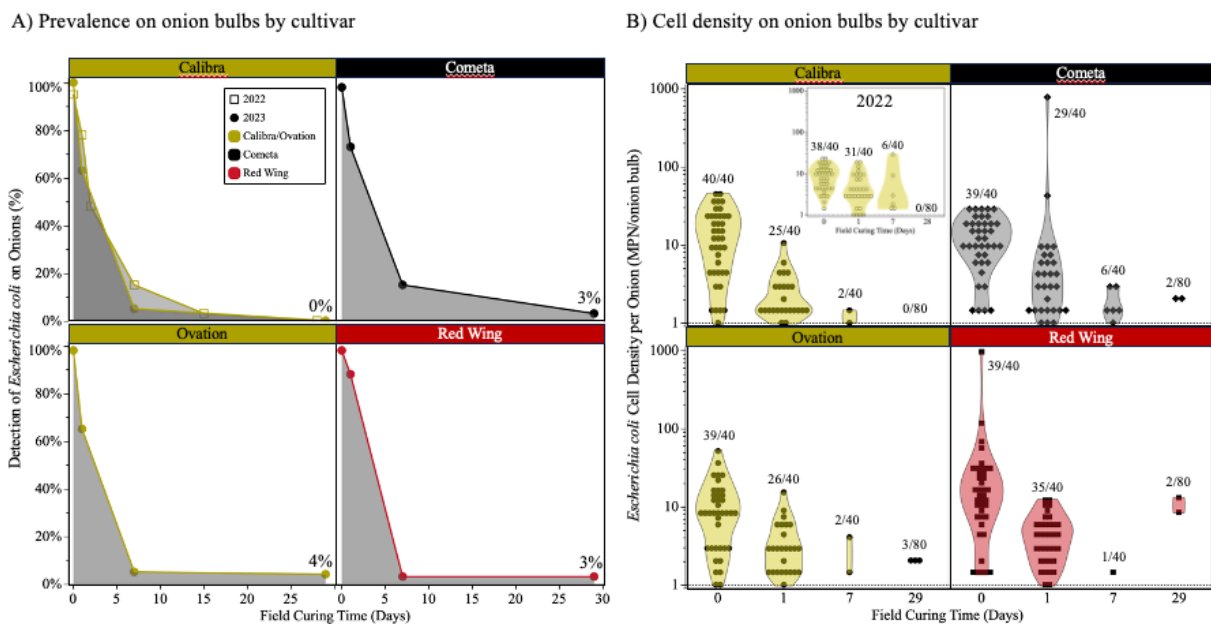 A) Prevalence on onion bulbs by cultivar
B) Cell density on onion bulbs by cultivar
Calibra
Cometa
100%
80%
60%
40%
20%
0%
2022
2023
Calibra/Ovation
Cometa
Red Wing
0%
3%
Ovation
Red Wing
100%
80%
60%
40%
20%
0%
4%
3%
0 5 10 15 20 25 0 5 10 15 20 25 30
Field Curing Time (Days)
Detection of Escherichia coli on Onions (%)
Calibra
Cometa
1000
100
10
1
40/40
25/40
2/40
0/80
2022
1000
100
10
1
38/40
31/40
6/40
0/80
0 1 7 28
Field Curing Time (Days)
39/40
29/40
6/40
2/80
Ovation
Red Wing
1000
100
10
1
39/40
26/40
2/40
3/80
39/40
35/40
1/40
2/80
0 1 7 29 0 1 7 29
Field Curing Time (Days)
Escherichia coli Cell Density per Onion (MPN/onion bulb)